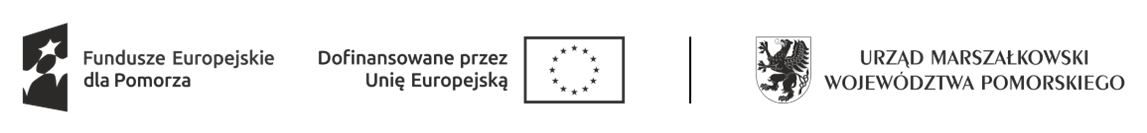 Fundusze Europejskie
dla Pomorza
Dofinansowane przez
Unię Europejską
URZĄD MARSZAŁKOWSKI
WOJEWÓDZTWA POMORSKIEGO